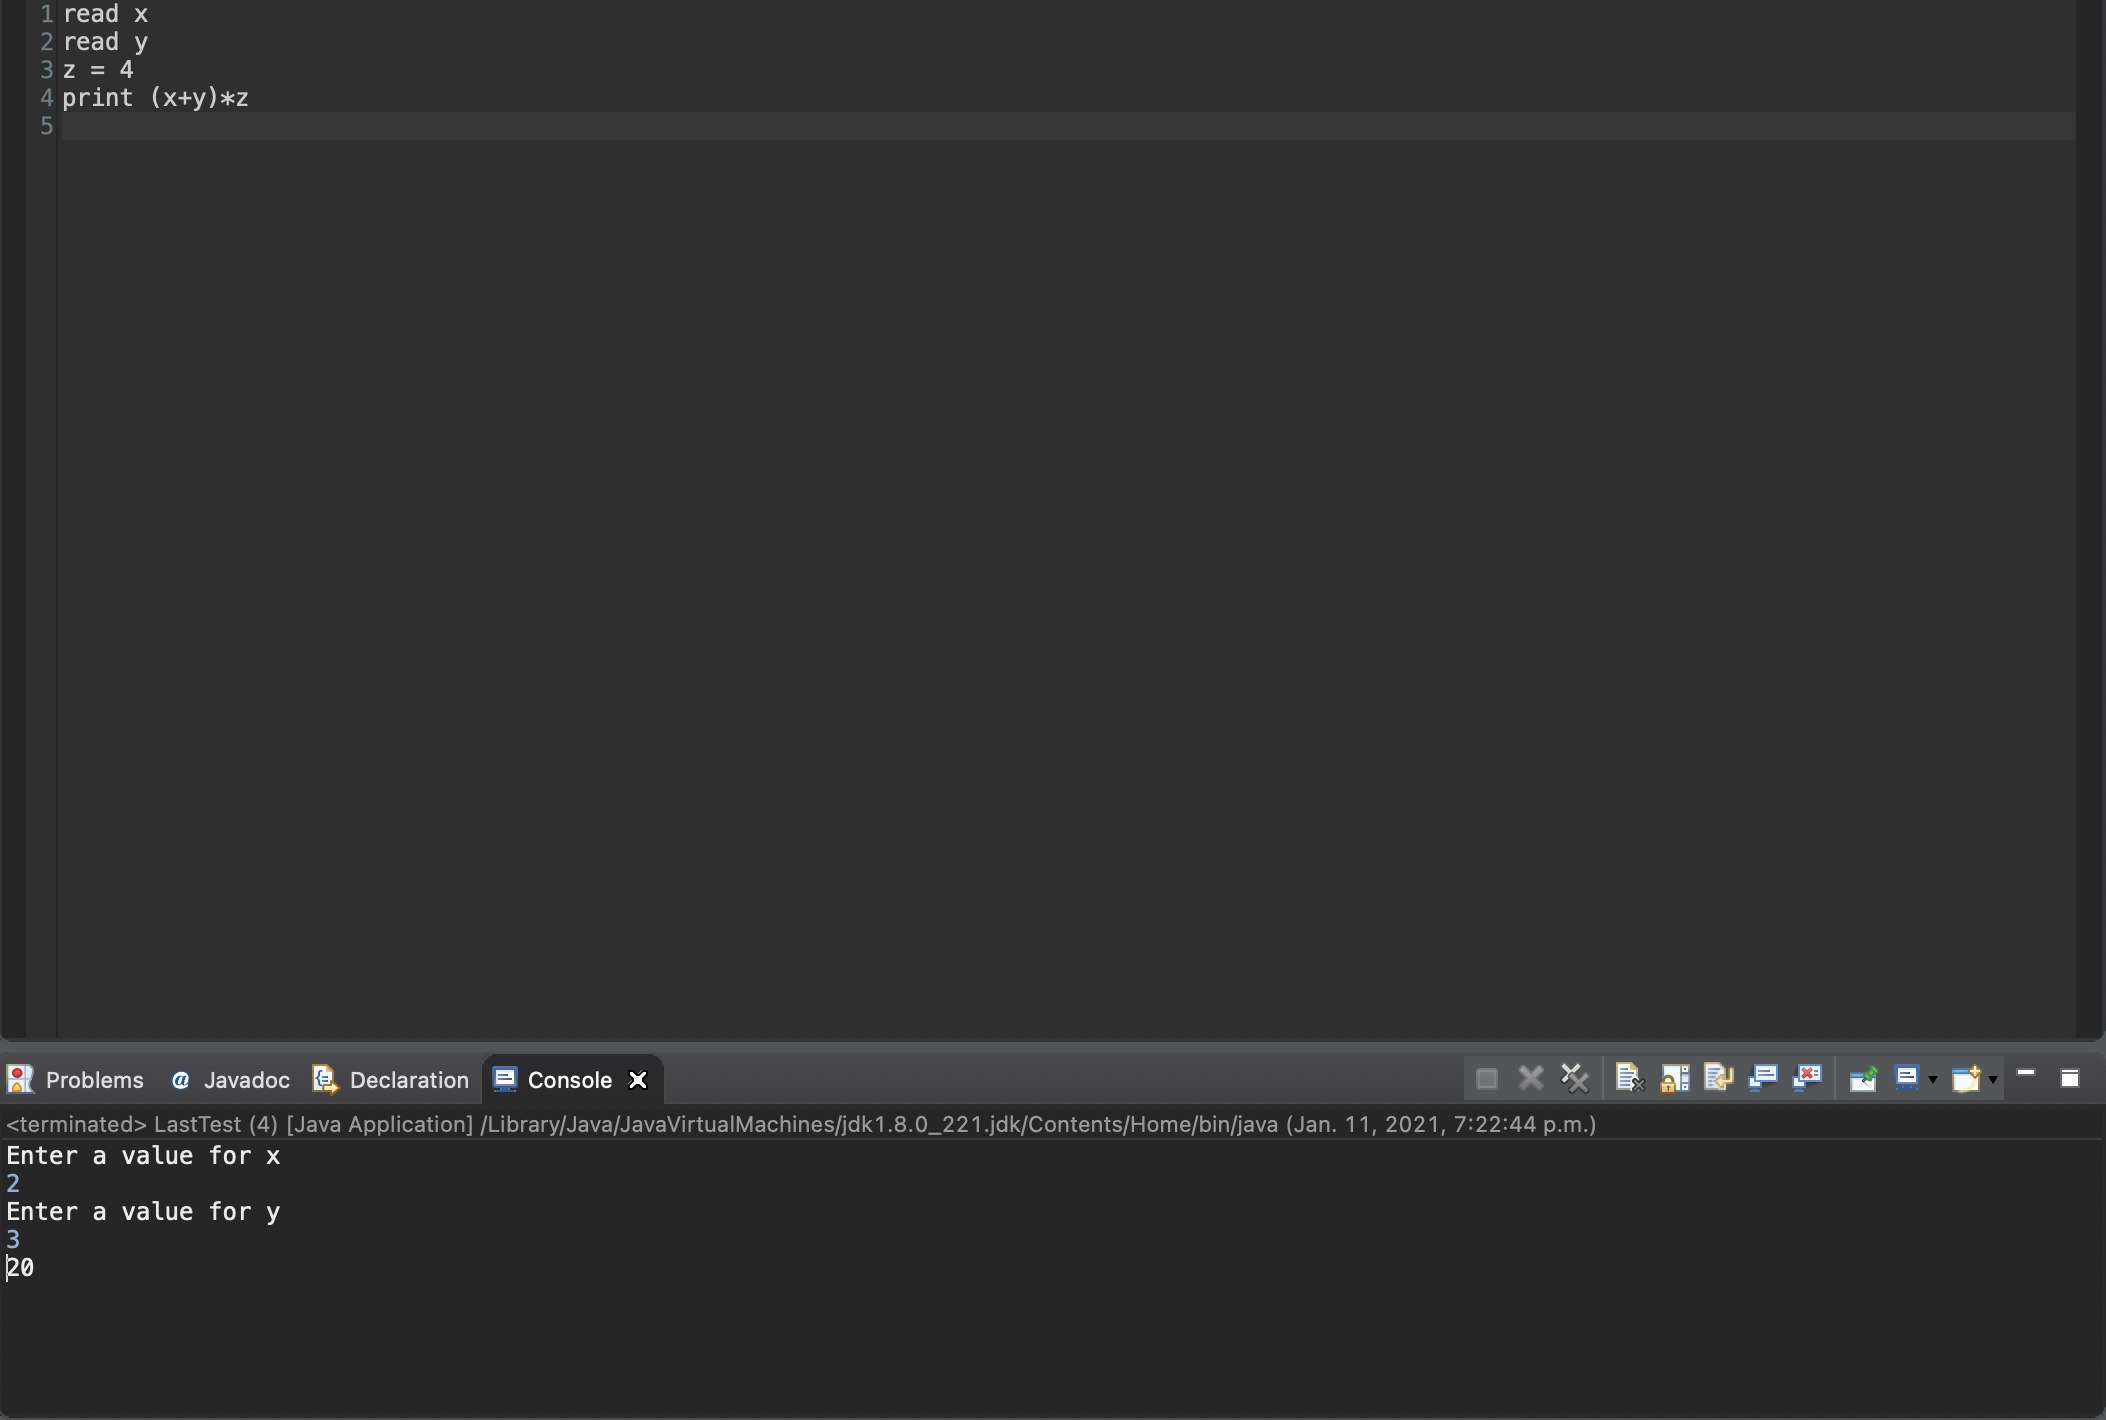 1 read x
2 read y
3 z = 4
4 print (x+y)*z
5
Problems @ Javadoc Declaration Console
<terminated> LastTest (4) [Java Application] /Library/Java/JavaVirtualMachines/jdk1.8.0_221.jdk/Contents/Home/bin/java (Jan. 11, 2021, 7:22:44 p.m.)
Enter a value for x
2
Enter a value for y
3
20